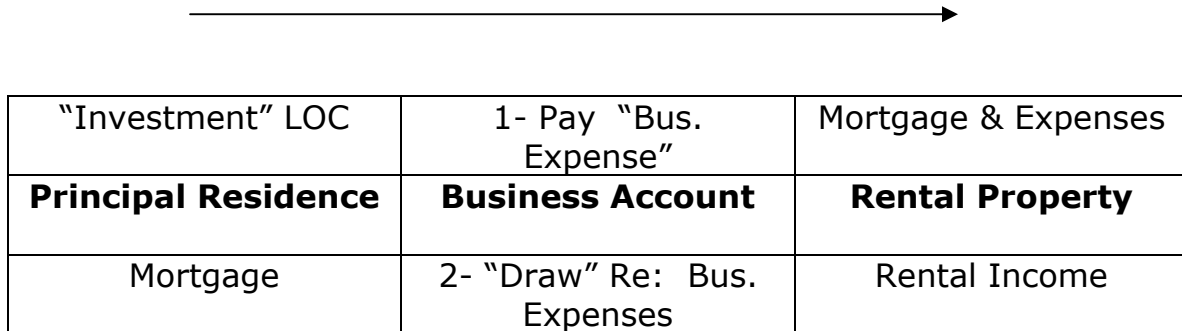 “Investment” LOC
1- Pay “Bus.
Expense”
Mortgage & Expenses
Principal Residence
Business Account
Rental Property
Mortgage
2- “Draw” Re: Bus.
Expenses
Rental Income